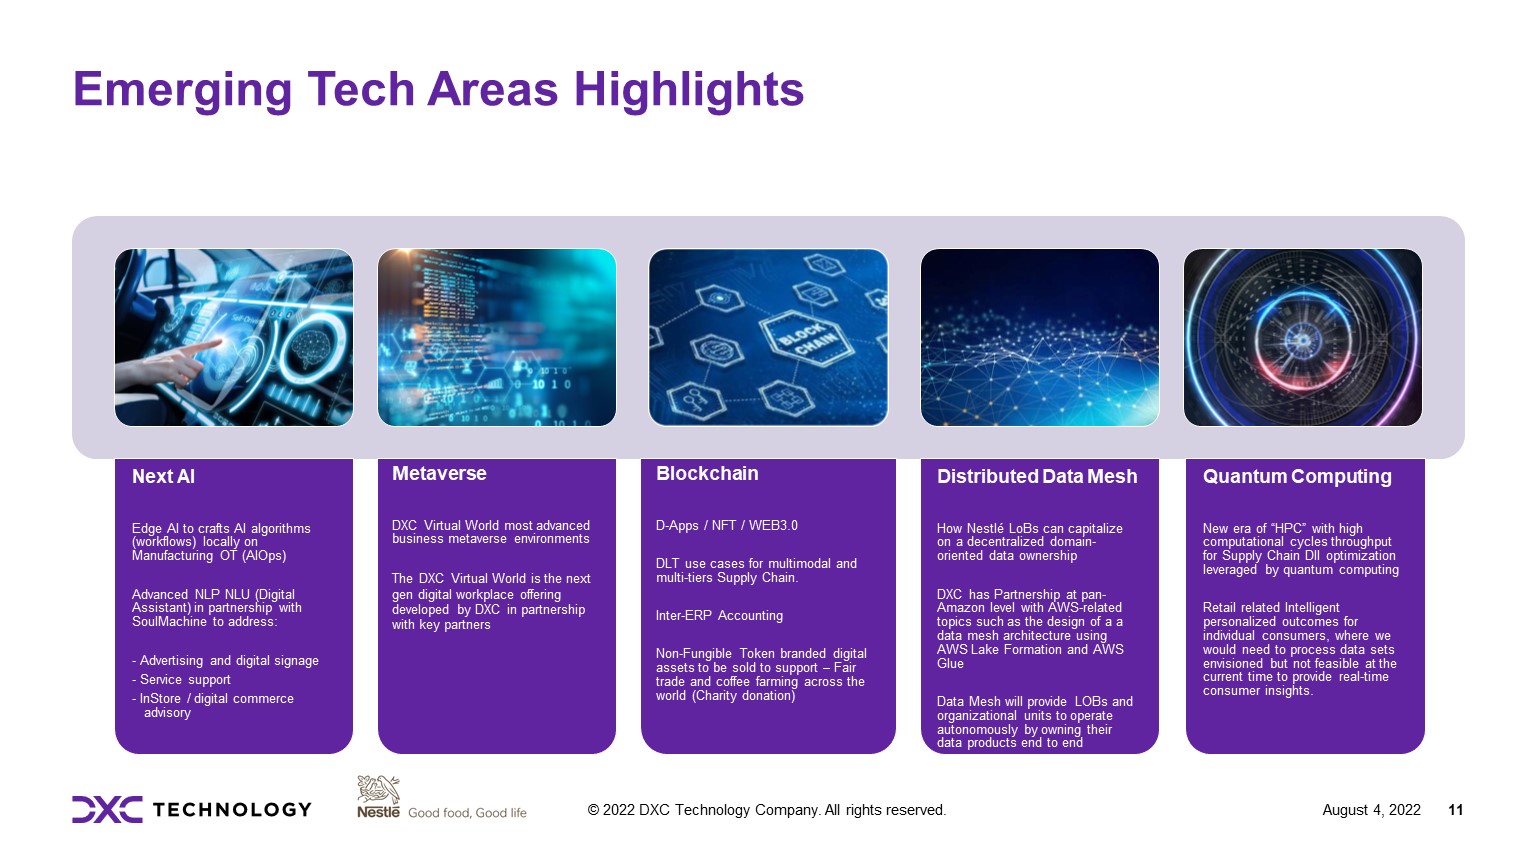 Emerging Tech Areas Highlights
BLOCK
CHAIN
0 10 1 0
Next AI
Edge AI to crafts AI algorithms
(workflows) locally on
Manufacturing OT (AIOps)
Advanced NLP NLU (Digital
Assistant) in partnership with
SoulMachine to address:
- Advertising and digital signage
- Service support
- InStore / digital commerce
advisory
Metaverse
DXC Virtual World most advanced
business metaverse environments
The DXC Virtual World is the next
gen digital workplace offering
developed by DXC in partnership
with key partners
Blockchain
D-Apps / NFT / WEB3.0
DLT use cases for multimodal and
multi-tiers Supply Chain.
Inter-ERP Accounting
Non-Fungible Token branded digital
assets to be sold to support – Fair
trade and coffee farming across the
world (Charity donation)
Distributed Data Mesh
How Nestlé LoBs can capitalize
on a decentralized domain-
oriented data ownership
DXC has Partnership at pan-
Amazon level with AWS-related
topics such as the design of a a
data mesh architecture using
AWS Lake Formation and AWS
Glue
Data Mesh will provide LOBs and
organizational units to operate
autonomously by owning their
data products end to end
Quantum Computing
New era of “HPC” with high
computational cycles throughput
for Supply Chain DII optimization
leveraged by quantum computing
Retail related Intelligent
personalized outcomes for
individual consumers, where we
would need to process data sets
envisioned but not feasible at the
current time to provide real-time
consumer insights.
DXC TECHNOLOGY
Nestlé Good food, Good life
© 2022 DXC Technology Company. All rights reserved.
August 4, 2022 11